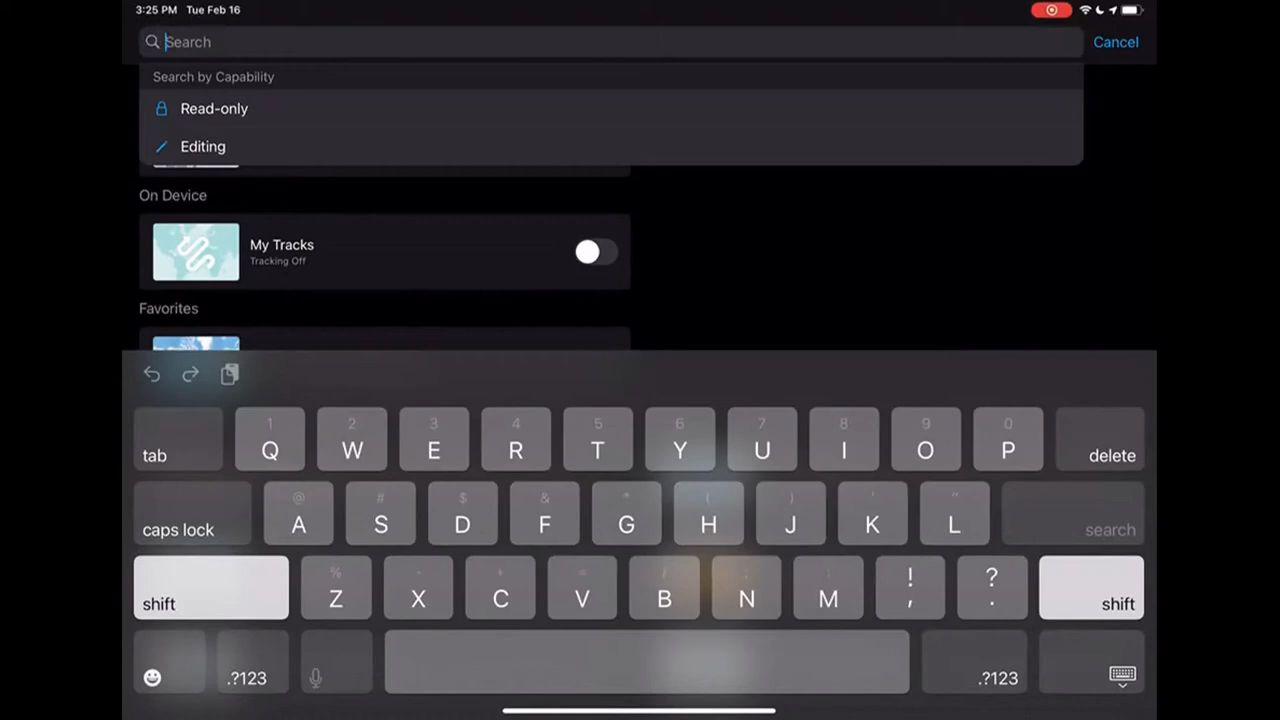 3:25 PM Tue Feb 16
Search
Cancel
Search by Capability
Read-only
Editing
On Device
My Tracks
Tracking Off
Favorites
1 2 3 4 5 6 7 8 9 0
tab Q W E R T Y U I O P delete
@ # $ & * ( ) ' "
caps lock A S D F G H J K L search
% - + = / ; : ! ?
shift Z X C V B N M , . shift
.?123 .?123